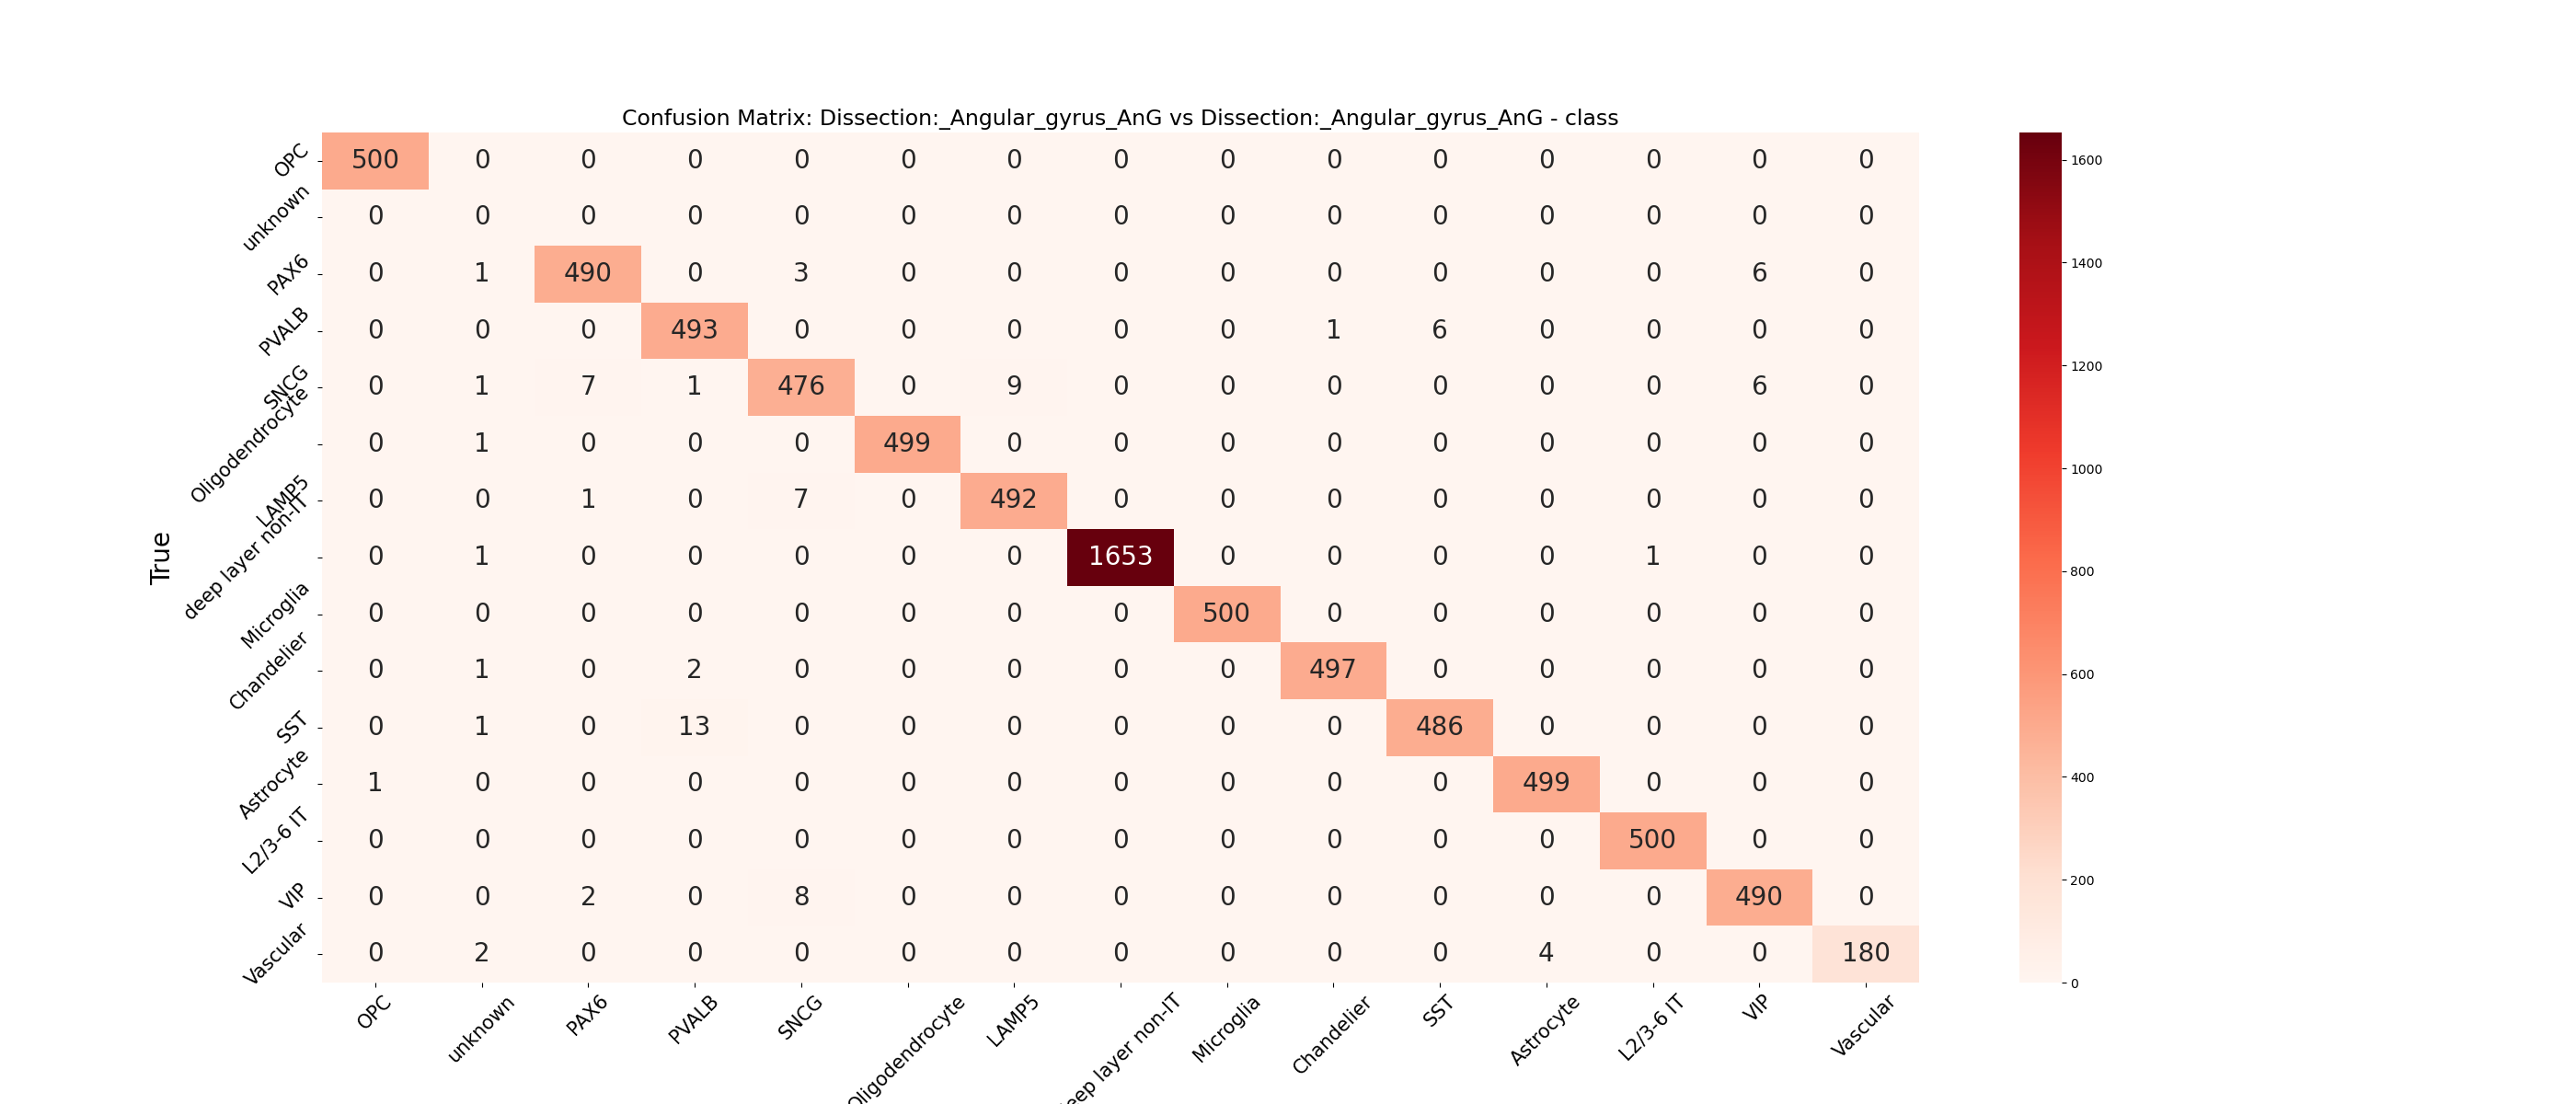 Confusion Matrix: Dissection:_Angular_gyrus_AnG vs Dissection:_Angular_gyrus_AnG - class
True
OPC 500 0 0 0 0 0 0 0 0 0 0 0 0 0 0
unknown 0 0 0 0 0 0 0 0 0 0 0 0 0 0 0
PAX6 0 1 490 0 3 0 0 0 0 0 0 0 0 6 0
PVALB 0 0 0 493 0 0 0 0 0 1 6 0 0 0 0
SNCG 0 1 7 1 476 0 9 0 0 0 0 0 0 6 0
Oligodendrocyte 0 1 0 0 0 499 0 0 0 0 0 0 0 0 0
LAMP5 0 0 1 0 7 0 492 0 0 0 0 0 0 0 0
deep layer non-IT 0 1 0 0 0 0 0 1653 0 0 0 0 1 0 0
Microglia 0 0 0 0 0 0 0 0 500 0 0 0 0 0 0
Chandelier 0 1 0 2 0 0 0 0 0 497 0 0 0 0 0
SST 0 1 0 13 0 0 0 0 0 0 486 0 0 0 0
Astrocyte 1 0 0 0 0 0 0 0 0 0 0 499 0 0 0
L2/3-6 IT 0 0 0 0 0 0 0 0 0 0 0 0 500 0 0
VIP 0 0 2 0 8 0 0 0 0 0 0 0 0 490 0
Vascular 0 2 0 0 0 0 0 0 0 0 0 4 0 0 180
OPC unknown PAX6 PVALB SNCG Oligodendrocyte LAMP5 eep layer non-IT Microglia Chandelier SST Astrocyte L2/3-6 IT VIP Vascular
1600
1400
1200
1000
800
600
400
200
0